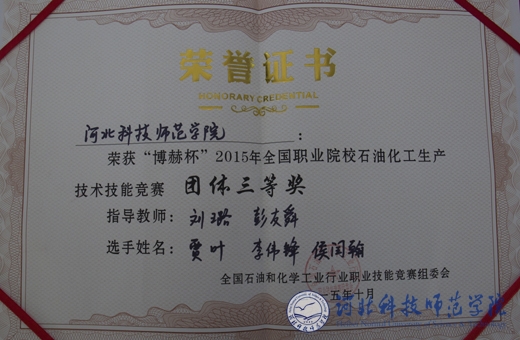 荣誉证书
HONORARY CREDENTIAL
河北科技师范学院：
荣获“博赫杯”2015年全国职业院校石油化工生产
技术技能竞赛 团体三等奖
指导教师：刘璐 彭友舜
选手姓名：贾叶 李伟锋 侯闰翰
全国石油和化学工业行业职业技能竞赛组委会
一五年十月
河北科技师范学院